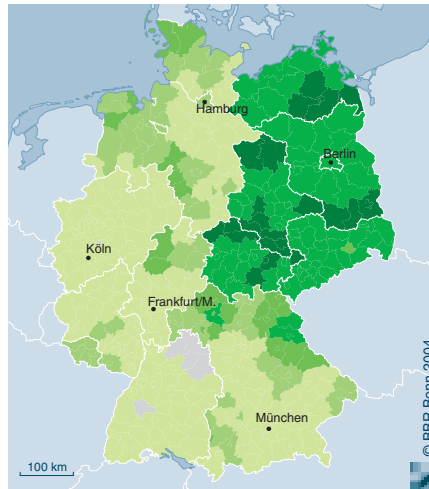 Hamburg
Berlin
Köln
Frankfurt/M.
München
100 km
© BBR Bonn 2004